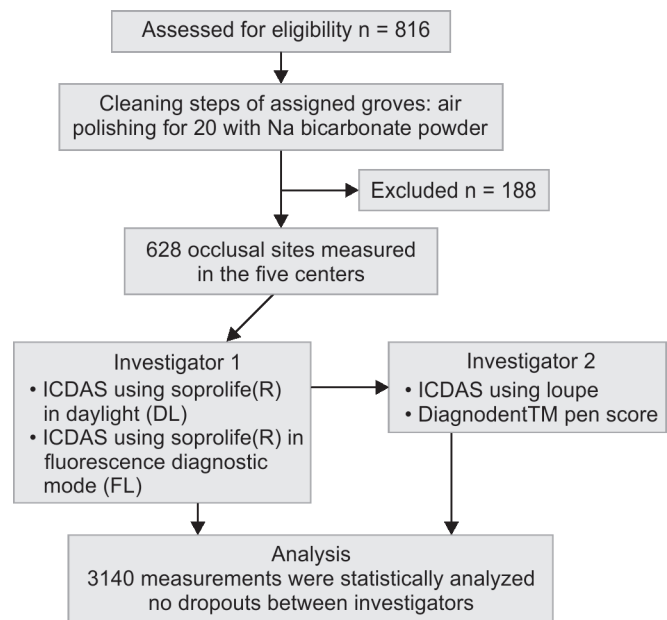 Assessed for eligibility n = 816
Cleaning steps of assigned groves: air
polishing for 20 with Na bicarbonate powder
Excluded n = 188
628 occlusal sites measured
in the five centers
Investigator 1
• ICDAS using soprolife(R)
in daylight (DL)
• ICDAS using soprolife(R) in
fluorescence diagnostic
mode (FL)
Investigator 2
• ICDAS using loupe
• DiagnodentTM pen score
Analysis
3140 measurements were statistically analyzed
no dropouts between investigators